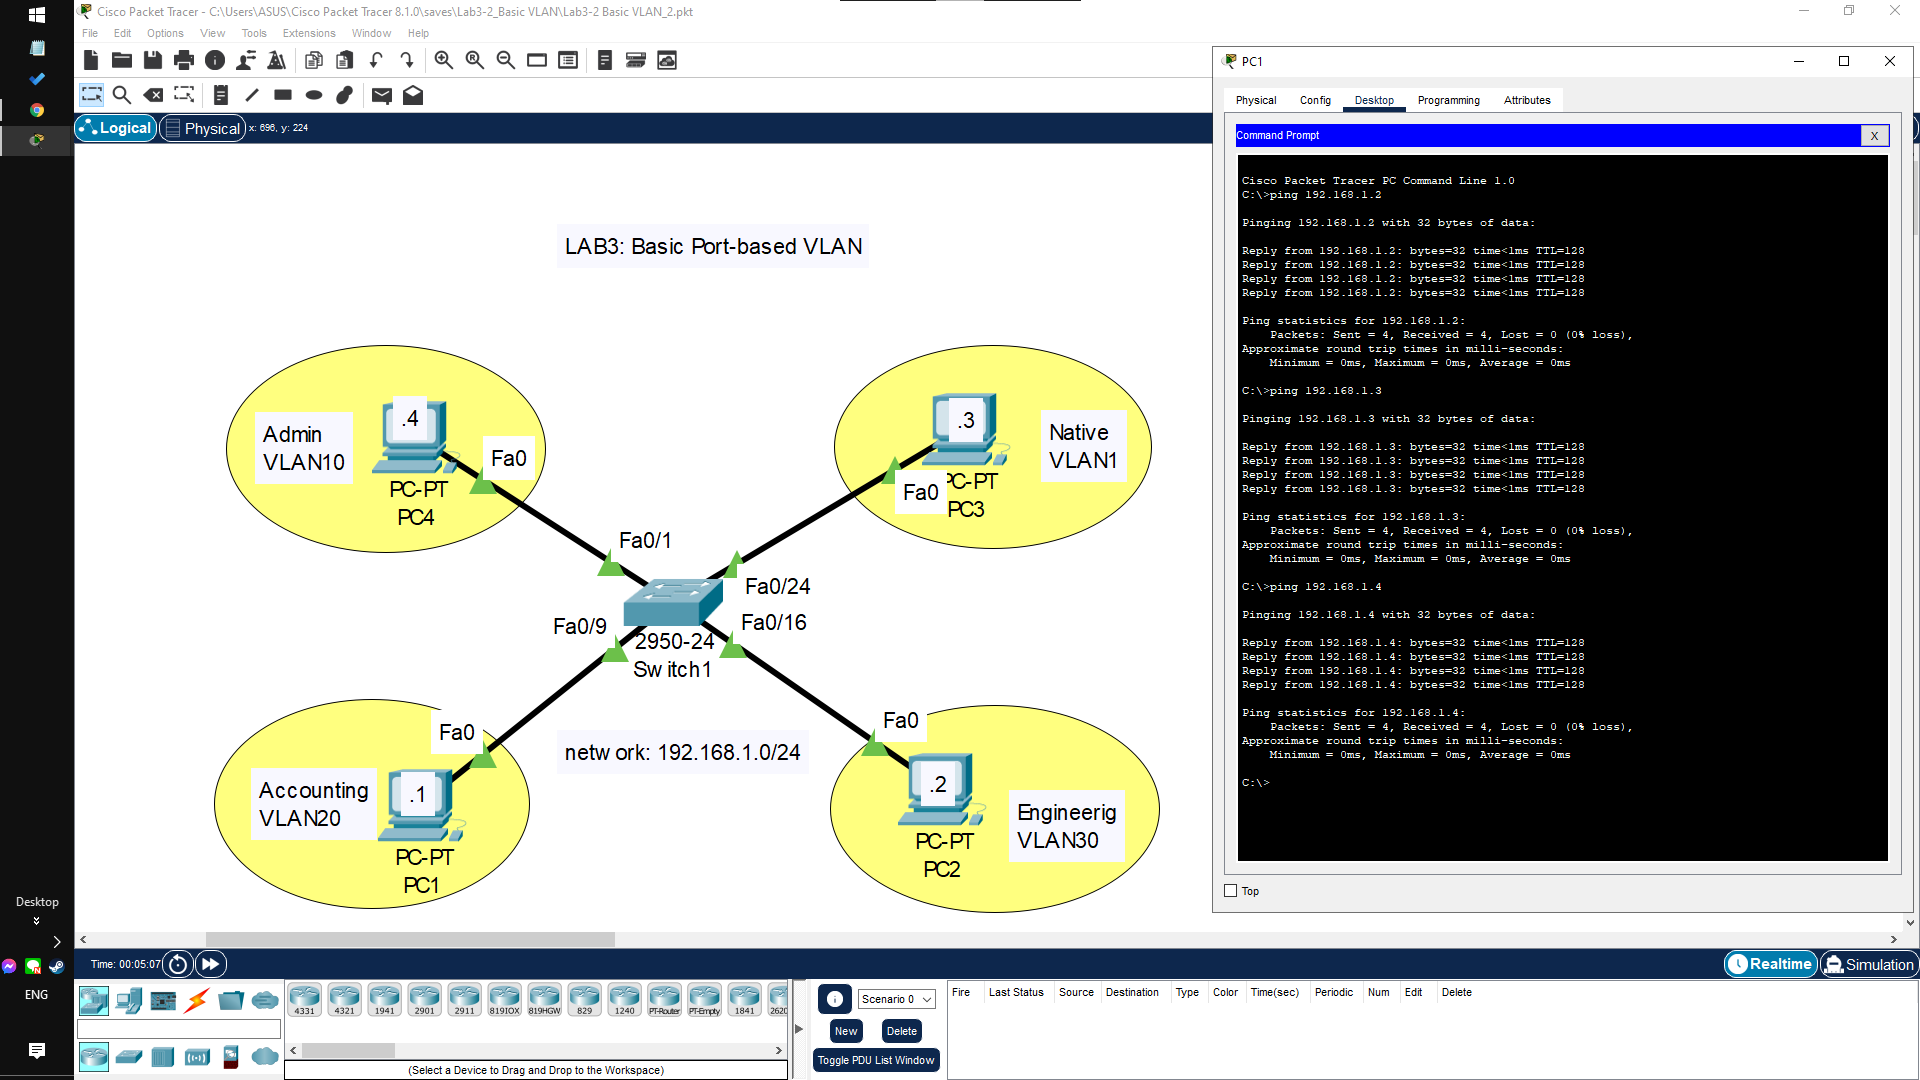 Cisco Packet Tracer - C:\Users\ASUS\Cisco Packet Tracer 8.1.0\saves\Lab3-2_Basic VLAN\Lab3-2 Basic VLAN_2.pkt
File Edit Options View Tools Extensions Window Help
Logical Physical x: 696, y: 224
LAB3: Basic Port-based VLAN
Admin
VLAN10
.4
Fa0
PC-PT
PC4
.3
Native
VLAN1
Fa0
PC-PT
PC3
Fa0/1
Fa0/24
Fa0/9
Fa0/16
2950-24
Switch1
Fa0
Accounting
VLAN20
.1
PC-PT
PC1
network: 192.168.1.0/24
Fa0
.2
Engineerig
VLAN30
PC-PT
PC2
PC1
Physical Config Desktop Programming Attributes
Command Prompt X
Cisco Packet Tracer PC Command Line 1.0
C:\>ping 192.168.1.2
Pinging 192.168.1.2 with 32 bytes of data:
Reply from 192.168.1.2: bytes=32 time<1ms TTL=128
Reply from 192.168.1.2: bytes=32 time<1ms TTL=128
Reply from 192.168.1.2: bytes=32 time<1ms TTL=128
Reply from 192.168.1.2: bytes=32 time<1ms TTL=128
Ping statistics for 192.168.1.2:
Packets: Sent = 4, Received = 4, Lost = 0 (0% loss),
Approximate round trip times in milli-seconds:
Minimum = 0ms, Maximum = 0ms, Average = 0ms
C:\>ping 192.168.1.3
Pinging 192.168.1.3 with 32 bytes of data:
Reply from 192.168.1.3: bytes=32 time<1ms TTL=128
Reply from 192.168.1.3: bytes=32 time<1ms TTL=128
Reply from 192.168.1.3: bytes=32 time<1ms TTL=128
Reply from 192.168.1.3: bytes=32 time<1ms TTL=128
Ping statistics for 192.168.1.3:
Packets: Sent = 4, Received = 4, Lost = 0 (0% loss),
Approximate round trip times in milli-seconds:
Minimum = 0ms, Maximum = 0ms, Average = 0ms
C:\>ping 192.168.1.4
Pinging 192.168.1.4 with 32 bytes of data:
Reply from 192.168.1.4: bytes=32 time<1ms TTL=128
Reply from 192.168.1.4: bytes=32 time<1ms TTL=128
Reply from 192.168.1.4: bytes=32 time<1ms TTL=128
Reply from 192.168.1.4: bytes=32 time<1ms TTL=128
Ping statistics for 192.168.1.4:
Packets: Sent = 4, Received = 4, Lost = 0 (0% loss),
Approximate round trip times in milli-seconds:
Minimum = 0ms, Maximum = 0ms, Average = 0ms
C:\>
Top
Desktop
ENG
Time: 00:05:07
Realtime Simulation
4331 4321 1941 2901 2911 819IOX 819HGW 829 1240 PT-Router PT-Empty 1841 2620
(Select a Device to Drag and Drop to the Workspace)
Scenario 0
New Delete
Toggle PDU List Window
Fire Last Status Source Destination Type Color Time(sec) Periodic Num Edit Delete